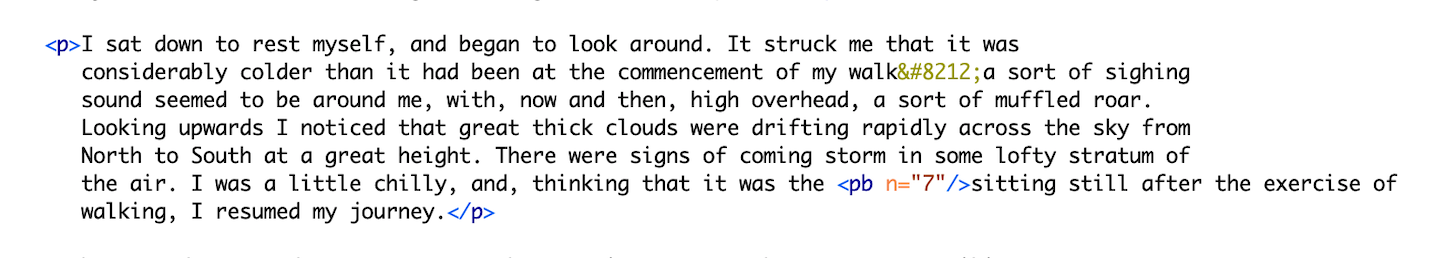 <p>I sat down to rest myself, and began to look around. It struck me that it was
considerably colder than it had been at the commencement of my walk&#8212;a sort of sighing
sound seemed to be around me, with, now and then, high overhead, a sort of muffled roar.
Looking upwards I noticed that great thick clouds were drifting rapidly across the sky from
North to South at a great height. There were signs of coming storm in some lofty stratum of
the air. I was a little chilly, and, thinking that it was the <pb n="7"/>sitting still after the exercise of
walking, I resumed my journey.</p>